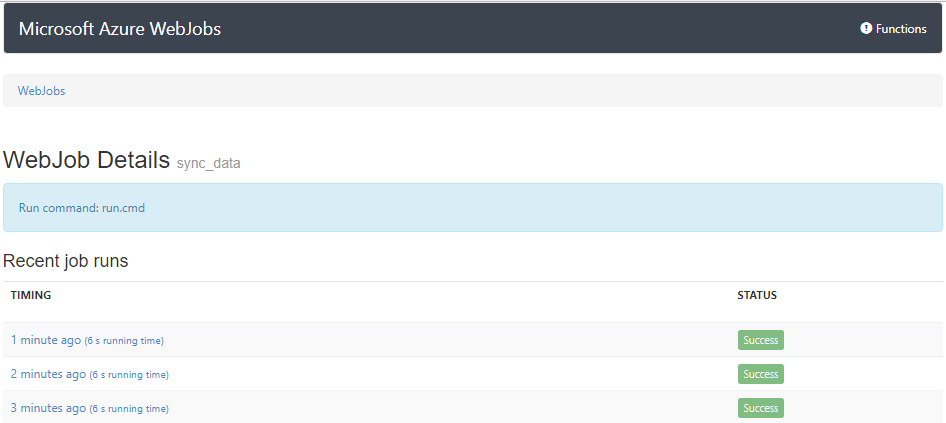 Microsoft Azure WebJobs Functions
WebJobs
WebJob Details sync_data
Run command: run.cmd
Recent job runs
TIMING STATUS
1 minute ago (6 s running time) Success
2 minutes ago (6 s running time) Success
3 minutes ago (6 s running time) Success